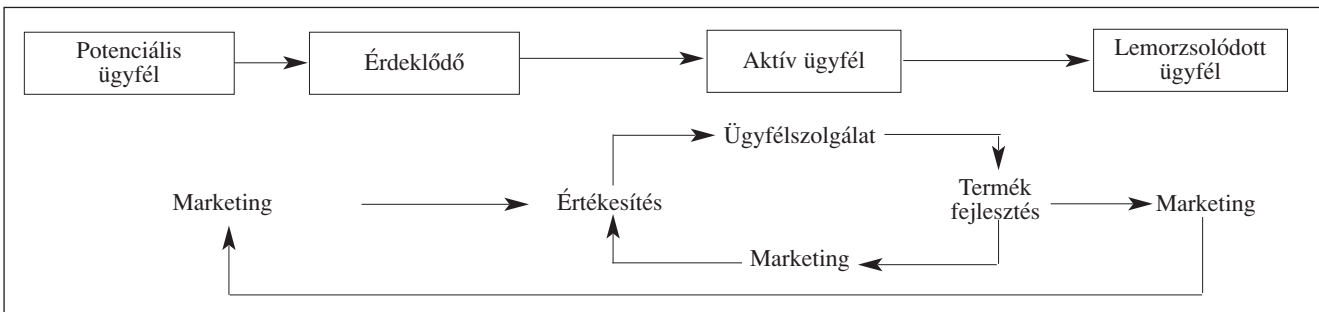 Potenciális
ügyfél
Érdeklődő
Aktív ügyfél
Lemorzsolódott
ügyfél
Ügyfélszolgálat
Marketing
Értékesítés
Termék
fejlesztés
Marketing
Marketing